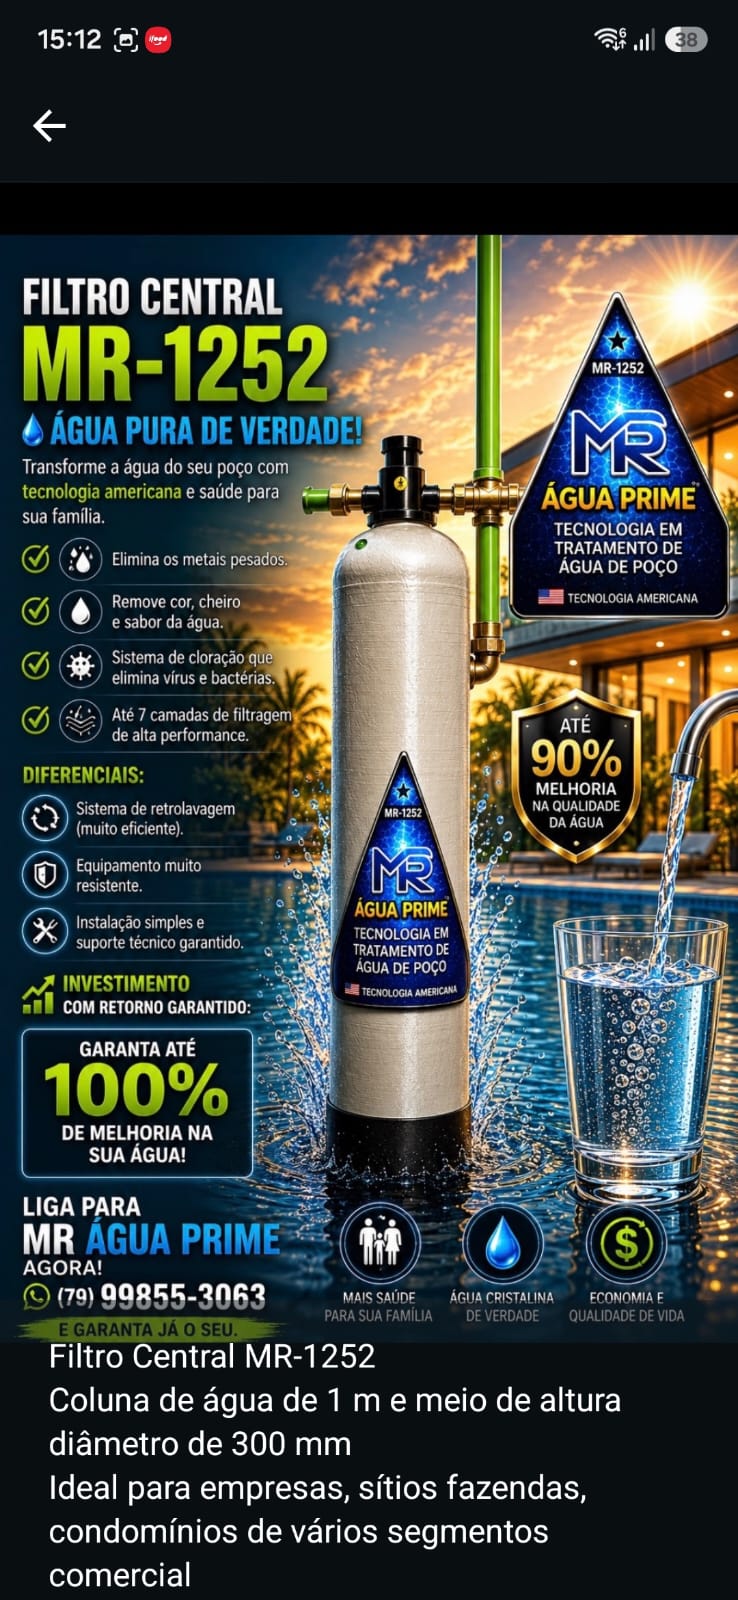 15:12
ifood
6
38
FILTRO CENTRAL
MR-1252
ÁGUA PURA DE VERDADE!
Transforme a água do seu poço com
tecnologia americana e saúde para
sua família.
Elimina os metais pesados.
Remove cor, cheiro
e sabor da água.
Sistema de cloração que
elimina vírus e bactérias.
Até 7 camadas de filtragem
de alta performance.
DIFERENCIAIS:
Sistema de retrolavagem
(muito eficiente).
Equipamento muito
resistente.
Instalação simples e
suporte técnico garantido.
INVESTIMENTO
COM RETORNO GARANTIDO:
GARANTA ATÉ
100%
DE MELHORIA NA
SUA ÁGUA!
LIGA PARA
MR ÁGUA PRIME
AGORA!
(79) 99855-3063
E GARANTA JÁ O SEU.
MR-1252
MR
ÁGUA PRIME
TECNOLOGIA EM
TRATAMENTO DE
ÁGUA DE POÇO
TECNOLOGIA AMERICANA
ATÉ
90%
MELHORIA
NA QUALIDADE
DA ÁGUA
MR-1252
MR
ÁGUA PRIME
TECNOLOGIA EM
TRATAMENTO DE
ÁGUA DE POÇO
TECNOLOGIA AMERICANA
MAIS SAÚDE
PARA SUA FAMÍLIA
ÁGUA CRISTALINA
DE VERDADE
$
ECONOMIA E
QUALIDADE DE VIDA
Filtro Central MR-1252
Coluna de água de 1 m e meio de altura
diâmetro de 300 mm
Ideal para empresas, sítios fazendas,
condomínios de vários segmentos
comercial